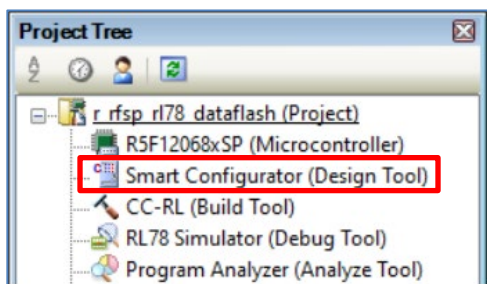 Project Tree
r_rfsp_rl78_dataflash (Project)
R5F12068xSP (Microcontroller)
Smart Configurator (Design Tool)
CC-RL (Build Tool)
RL78 Simulator (Debug Tool)
Program Analyzer (Analyze Tool)